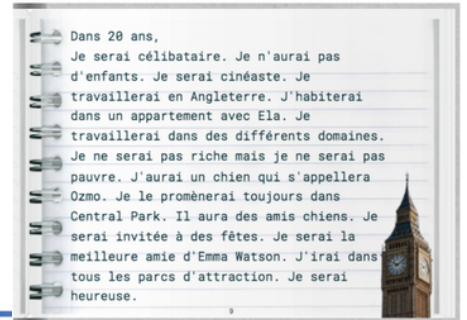 Dans 20 ans,
Je serai célibataire. Je n'aurai pas
d'enfants. Je serai cinéaste. Je
travaillerai en Angleterre. J'habiterai
dans un appartement avec Ela. Je
travaillerai dans des différents domaines.
Je ne serai pas riche mais je ne serai pas
pauvre. J'aurai un chien qui s'appellera
Ozmo. Je le promènerai toujours dans
Central Park. Il aura des amis chiens. Je
serai invitée à des fêtes. Je serai la
meilleure amie d'Emma Watson. J'irai dans
tous les parcs d'attraction. Je serai
heureuse.
9